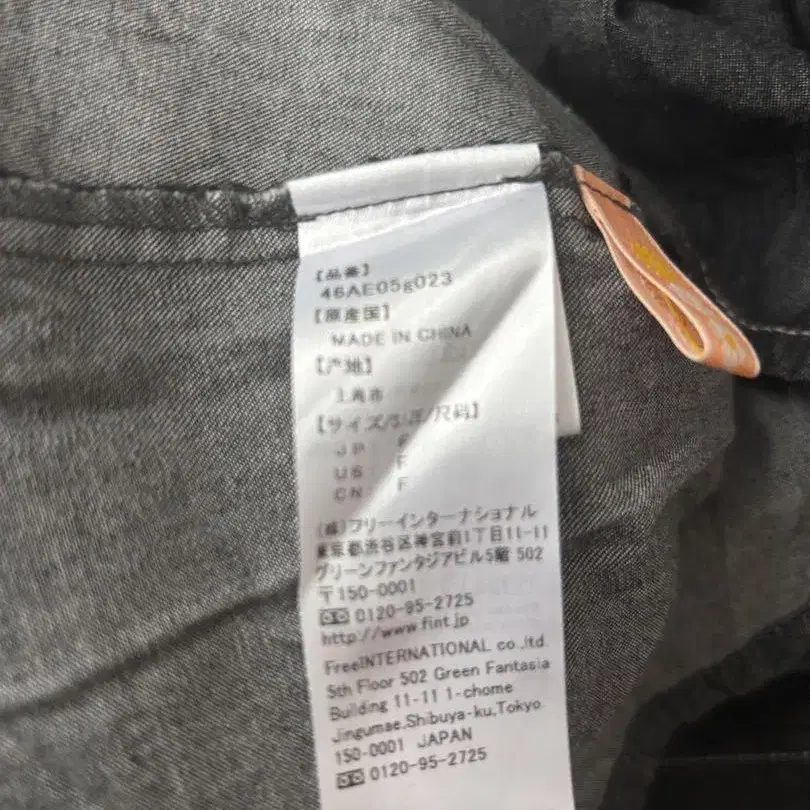 【品番】
46AE05g023
【原産国】
MADE IN CHINA
【产地】
上海市
【サイズ/尺码】
JP F
US F
CN F
(株)フリーインターナショナル
東京都渋谷区神宮前1丁目11-11
グリーンファンタジアビル5階 502
〒150-0001
0120-95-2725
http://www.fint.jp
FreeINTERNATIONAL co.,ltd.
5th Floor 502 Green Fantasia
Building 11-11 1-chome
Jingumae,Shibuya-ku,Tokyo
150-0001 JAPAN
0120-95-2725